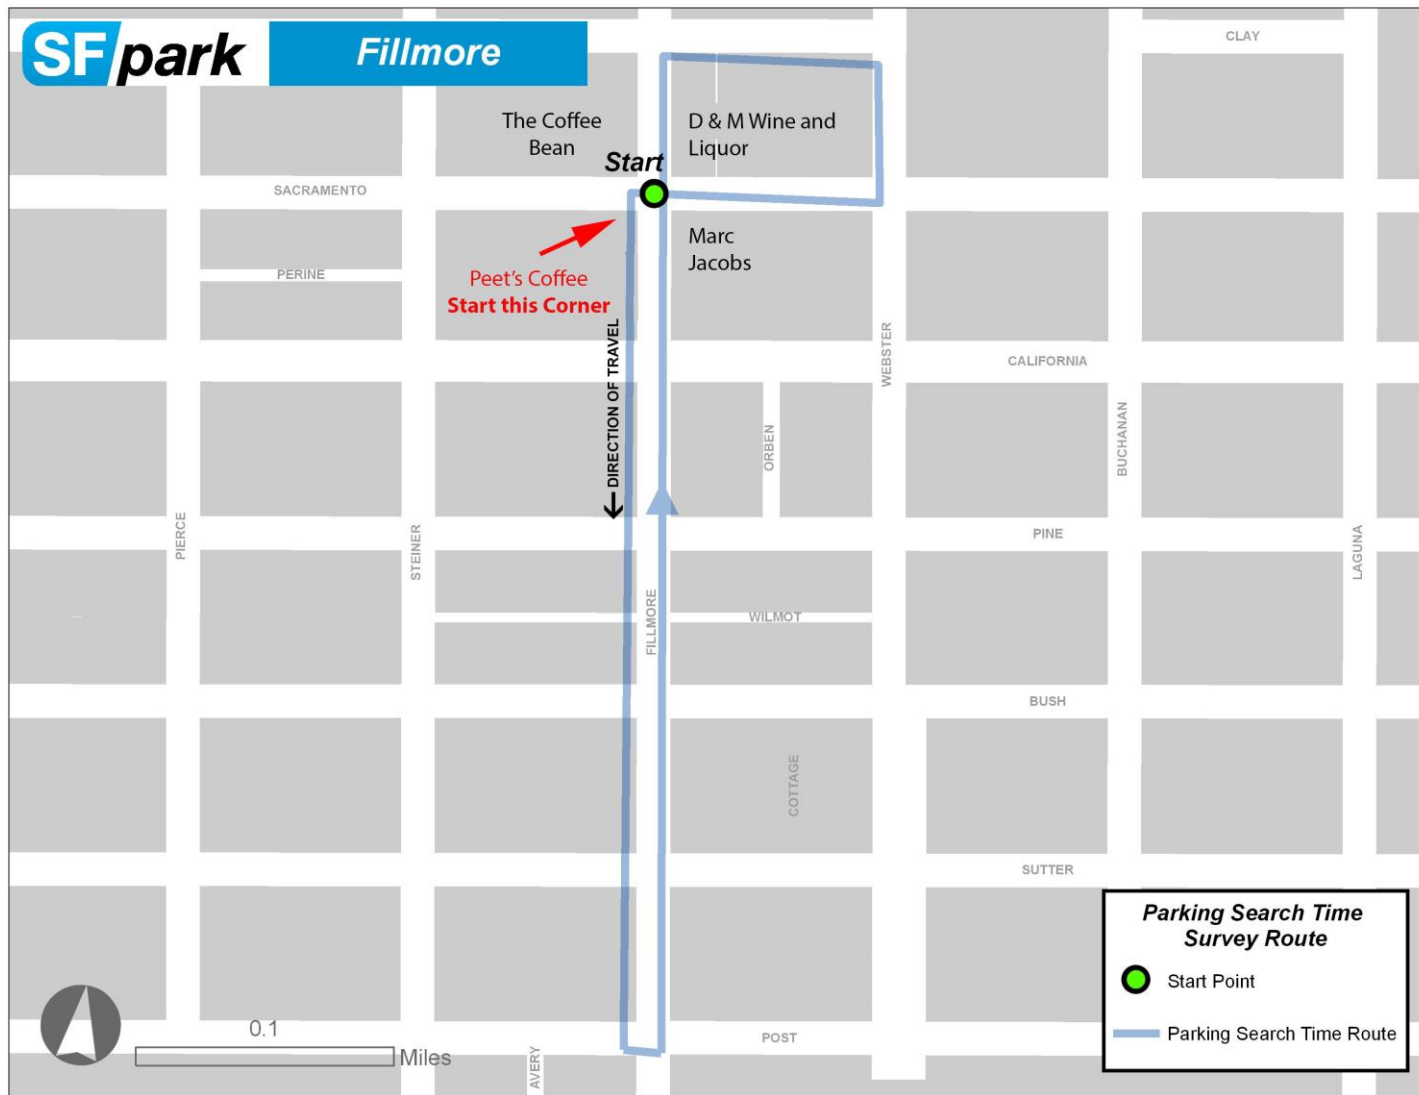 SFpark
Fillmore
CLAY
The Coffee
Bean
D & M Wine and
Liquor
Start
SACRAMENTO
Marc
Jacobs
PERINE
Peet's Coffee
Start this Corner
DIRECTION OF TRAVEL
WEBSTER
CALIFORNIA
BUCHANAN
ORBEN
PIERCE
STEINER
PINE
LAGUNA
FILLMORE
WILMOT
BUSH
COTTAGE
SUTTER
Parking Search Time
Survey Route
Start Point
Parking Search Time Route
0.1
Miles
POST
AVERY